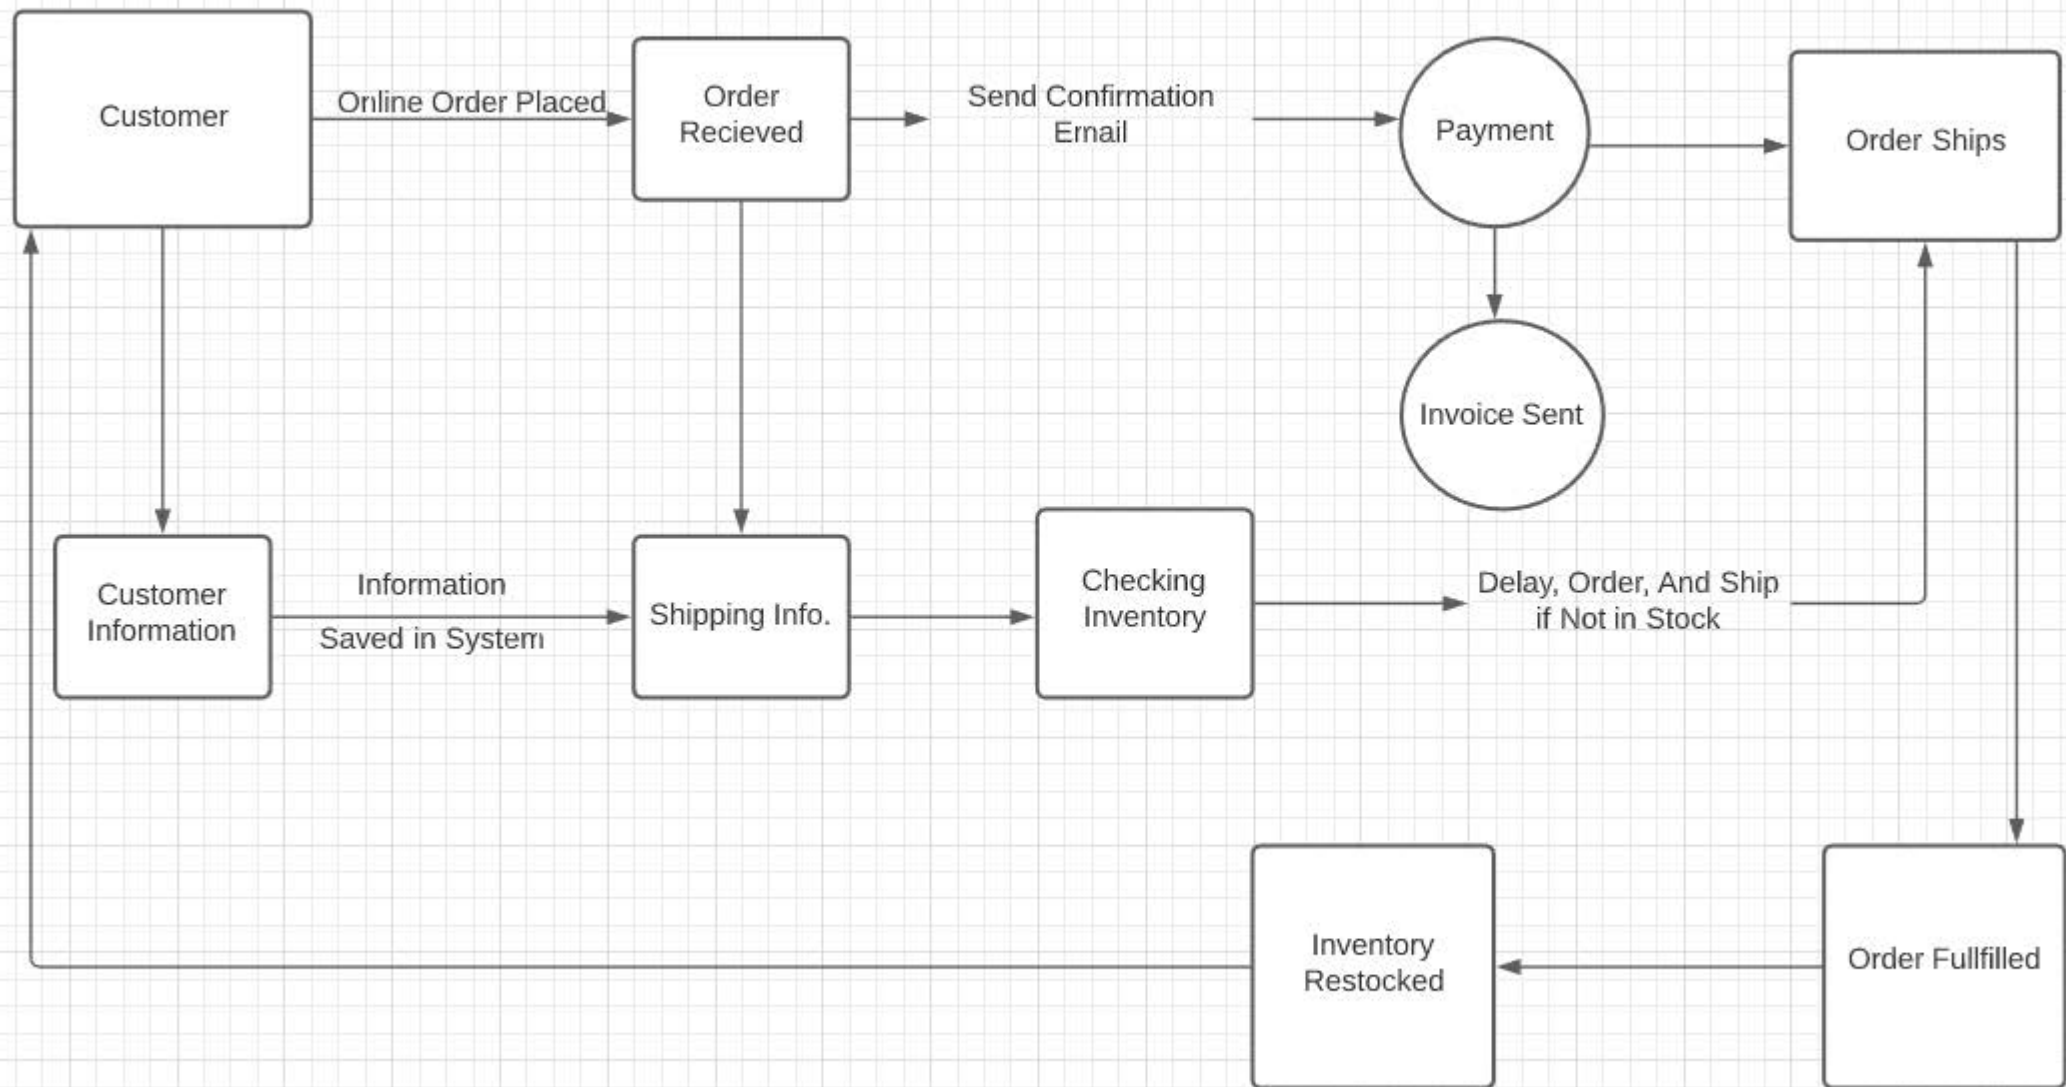 Customer
Online Order Placed
Order
Recieved
Send Confirmation
Email
Payment
Order Ships
Invoice Sent
Customer
Information
Information
Saved in System
Shipping Info.
Checking
Inventory
Delay, Order, And Ship
if Not in Stock
Inventory
Restocked
Order Fullfilled